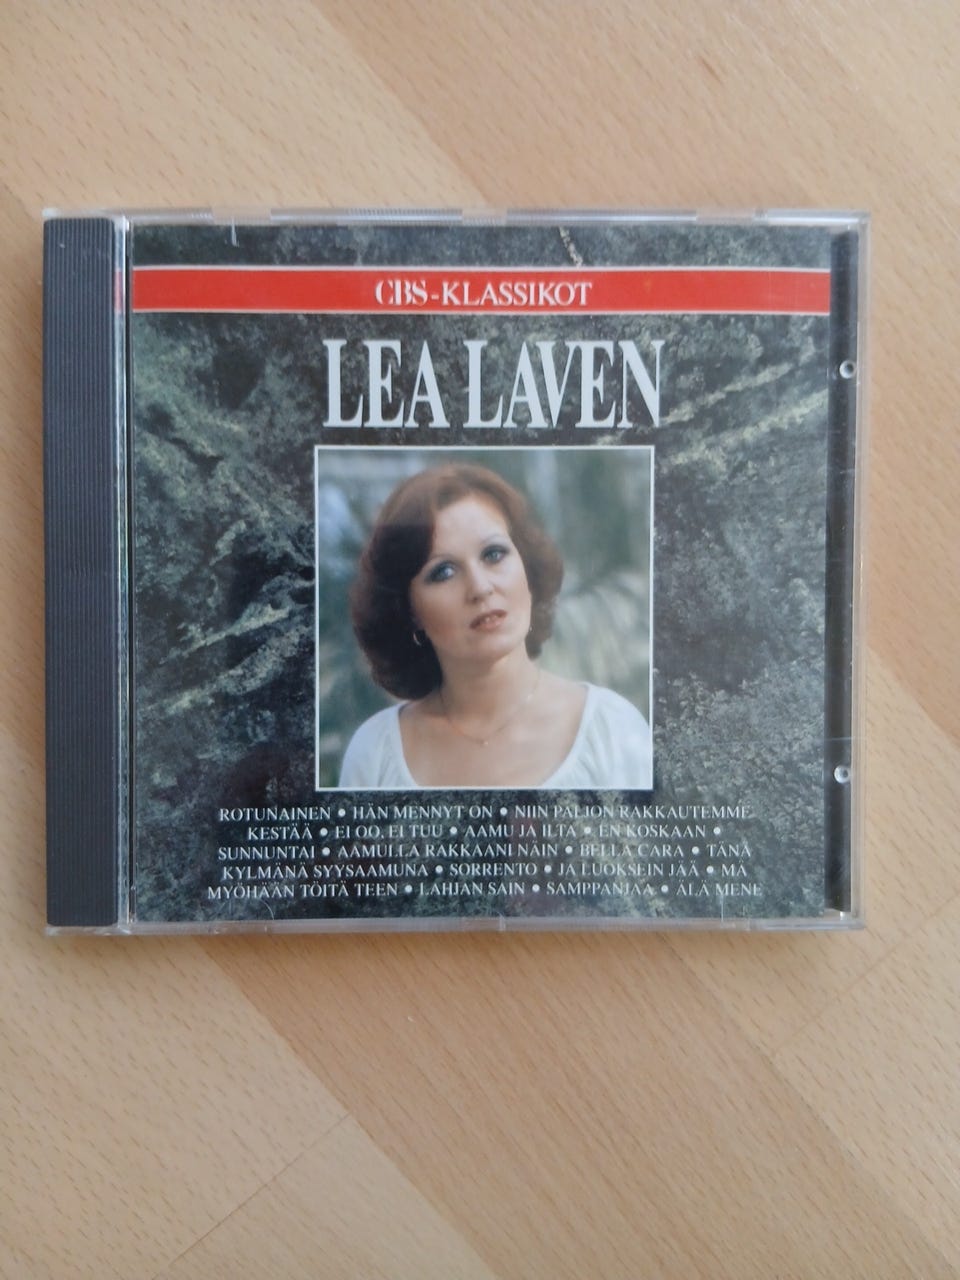 CBS-KLASSIKOT
LEA LAVEN
ROTUNAINEN • HÄN MENNYT ON • NIIN PALJON RAKKAUTEMME
KESTÄÄ • EI OO, EI TUU • AAMU JA ILTA • EN KOSKAAN •
SUNNUNTAI • AAMULLA RAKKAANI NÄIN • BELLA CARA • TÄNÄ
KYLMÄNÄ SYYSAAMUNA • SORRENTO • JA LUOKSEIN JÄÄ • MÄ
MYÖHÄÄN TÖITÄ TEEN • LAHJAN SAIN • SAMPPANJAA • ÄLÄ MENE